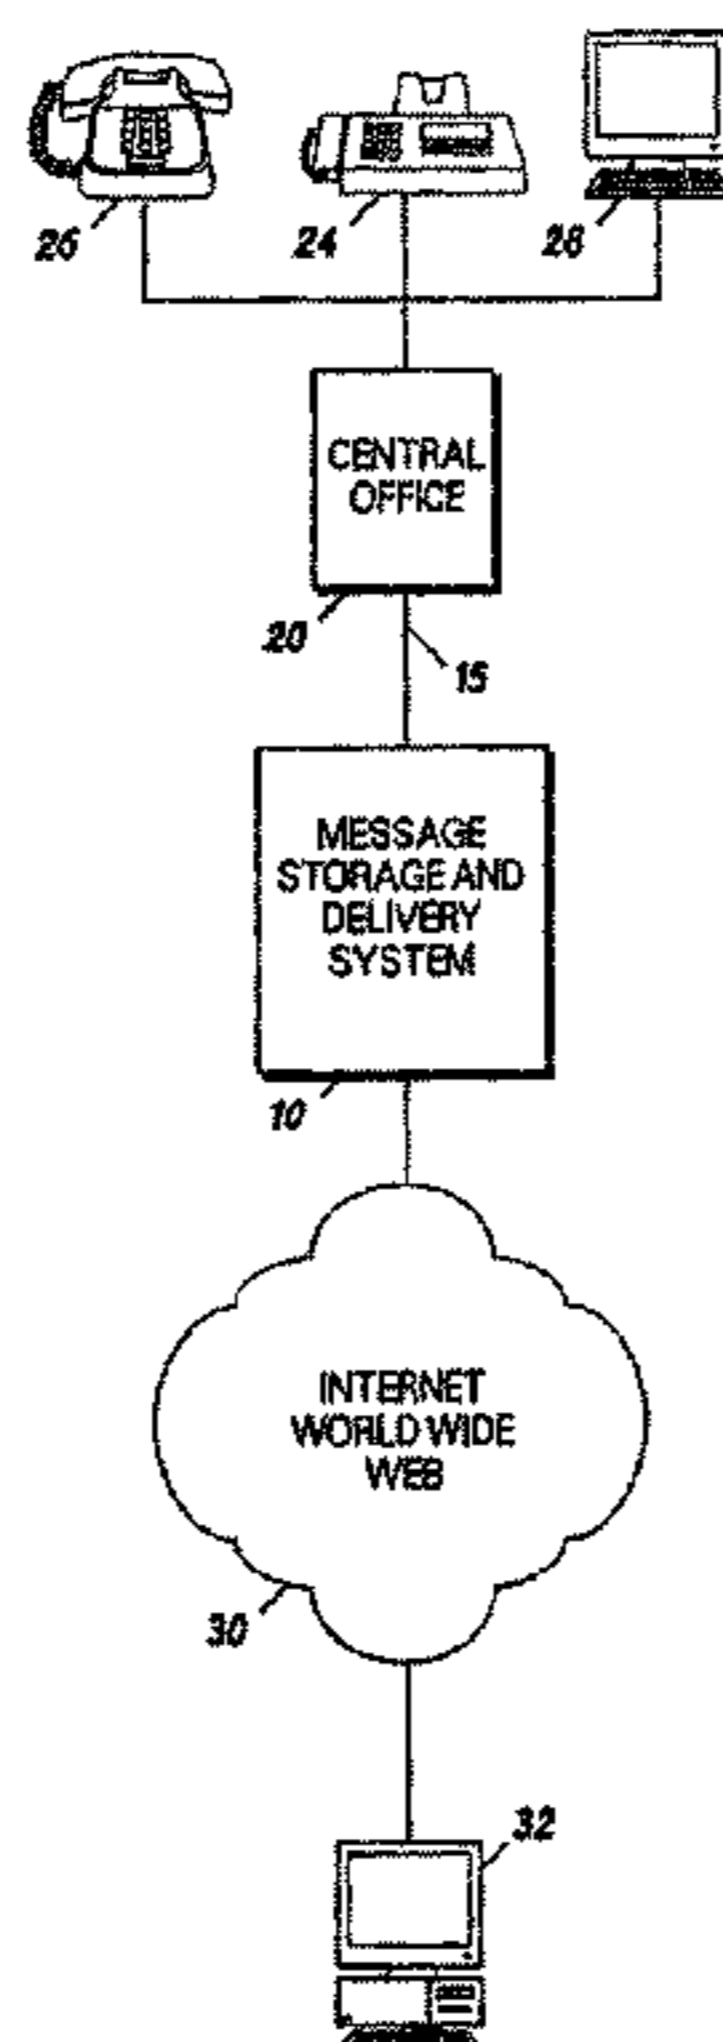 26 24 28
CENTRAL
OFFICE
20
15
MESSAGE
STORAGE AND
DELIVERY
SYSTEM
10
INTERNET
WORLD WIDE
WEB
30
32